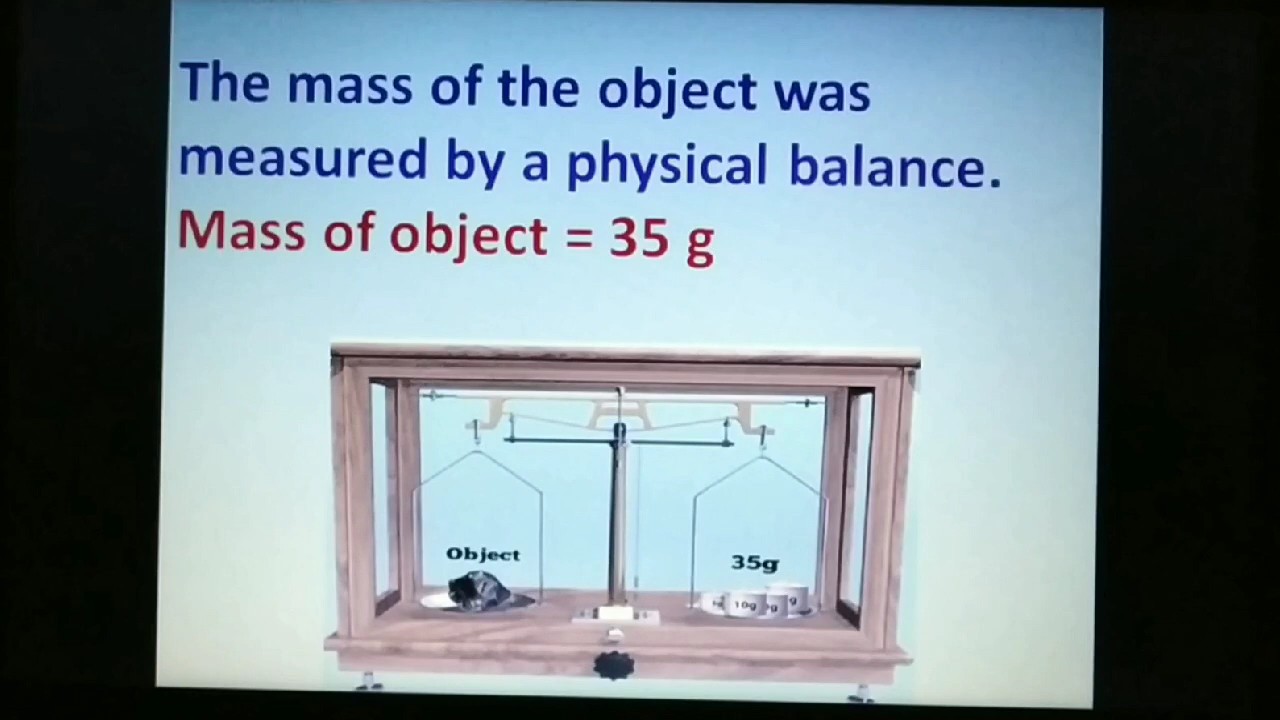 The mass of the object was
measured by a physical balance.
Mass of object = 35 g
Object
35g
10g
g
g